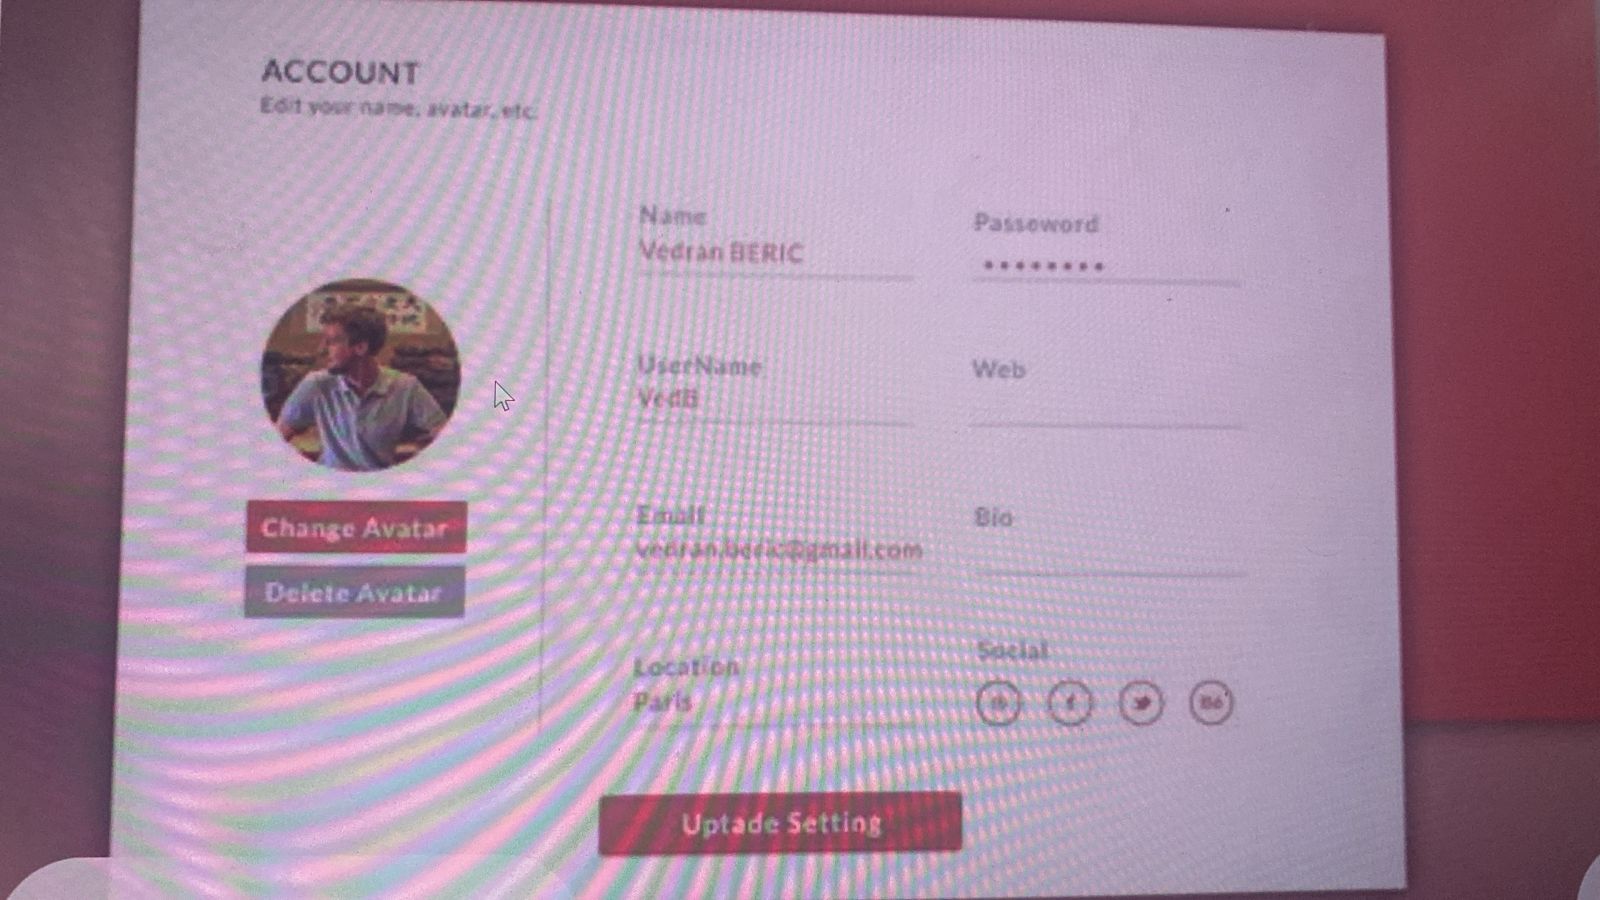 ACCOUNT
Edit your name, avatar, etc.
Name
Vedran BERIC
Passoword
••••••••
UserName
VedB
Web
Email
vedran.beric@gmail.com
Bio
Location
Paris
Social
Change Avatar
Delete Avatar
Uptade Setting